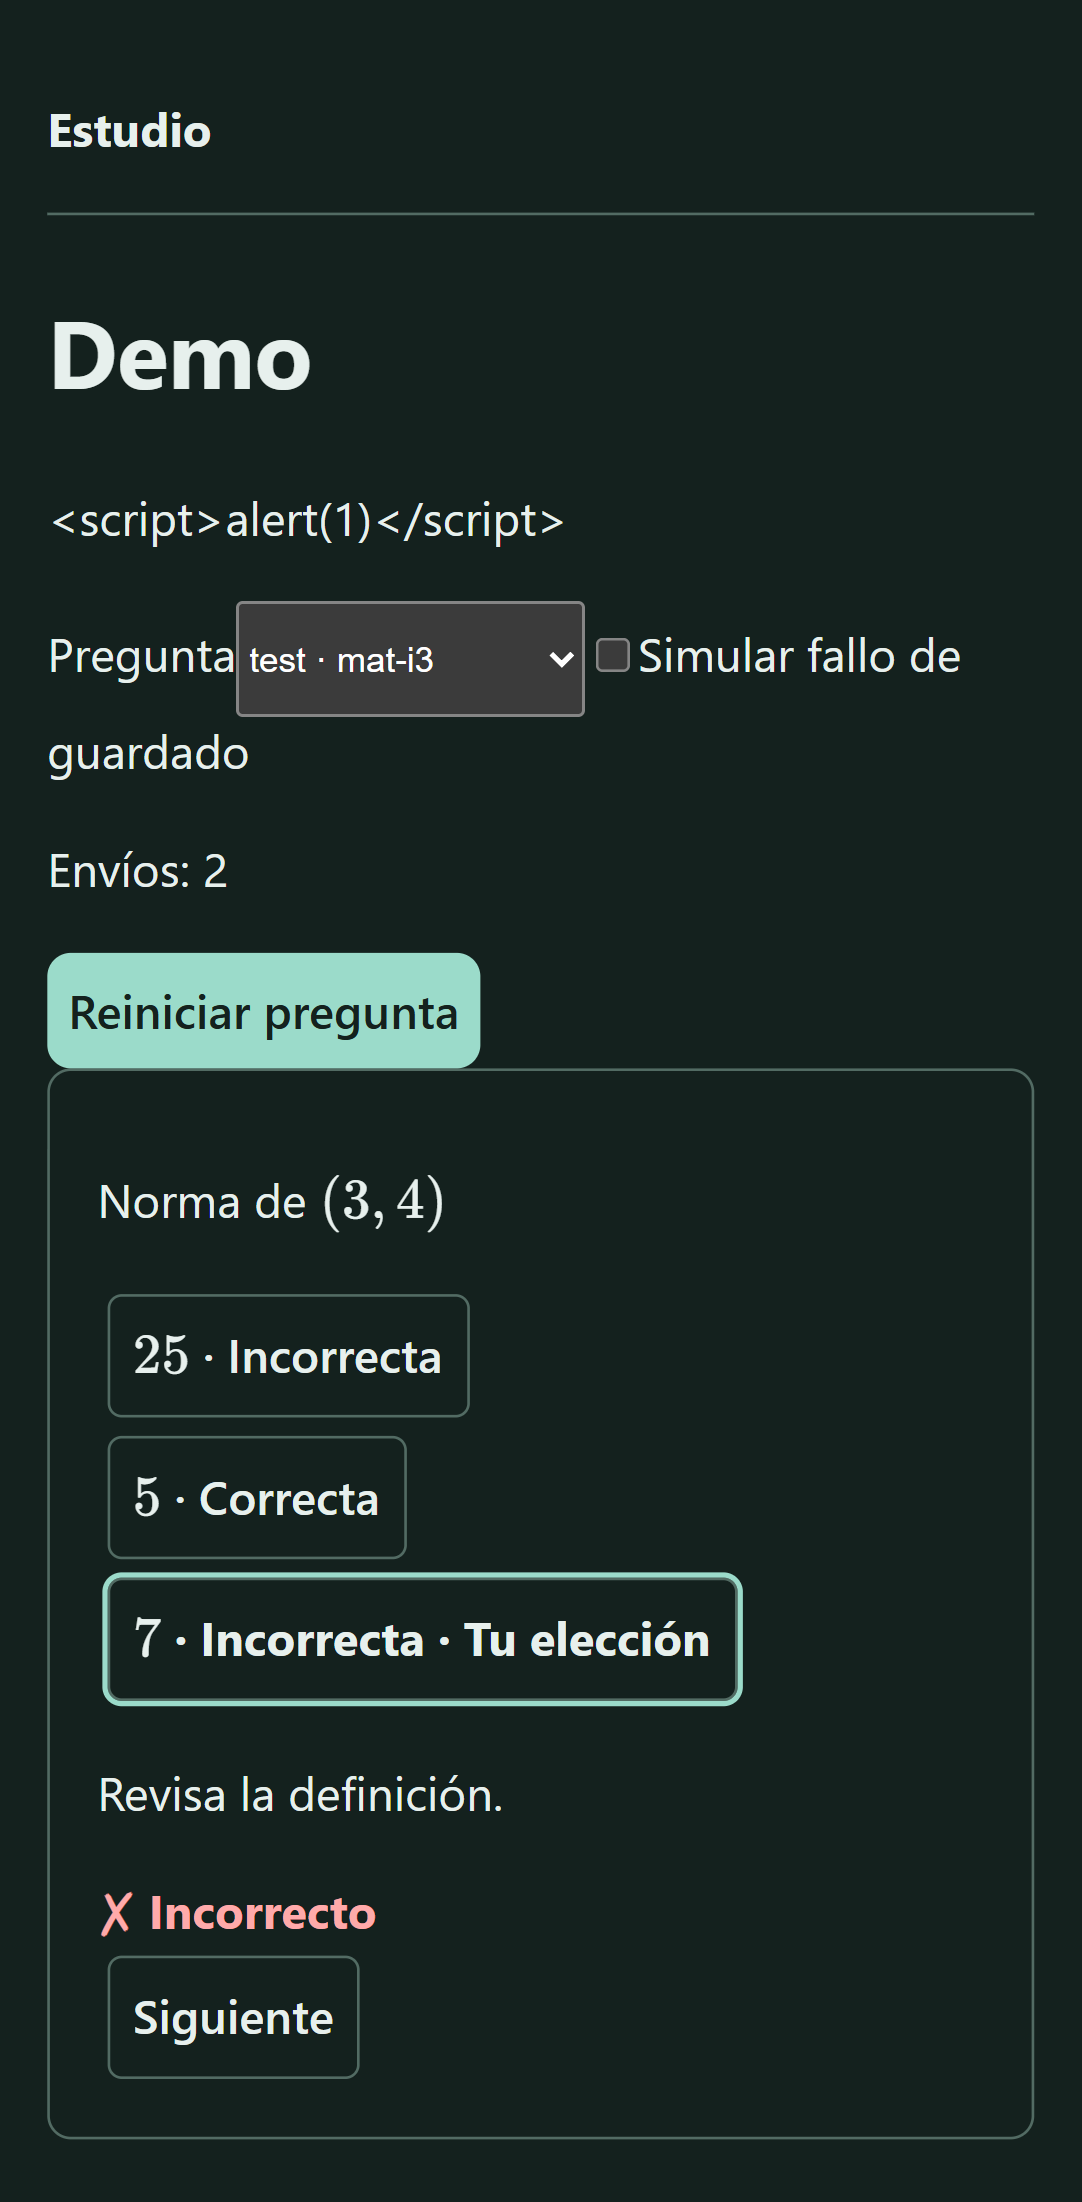 Estudio
Demo
<script>alert(1)</script>
Pregunta test · mat-i3 Simular fallo de
guardado
Envíos: 2
Reiniciar pregunta
Norma de (3, 4)
25 · Incorrecta
5 · Correcta
7 · Incorrecta · Tu elección
Revisa la definición.
✗ Incorrecto
Siguiente